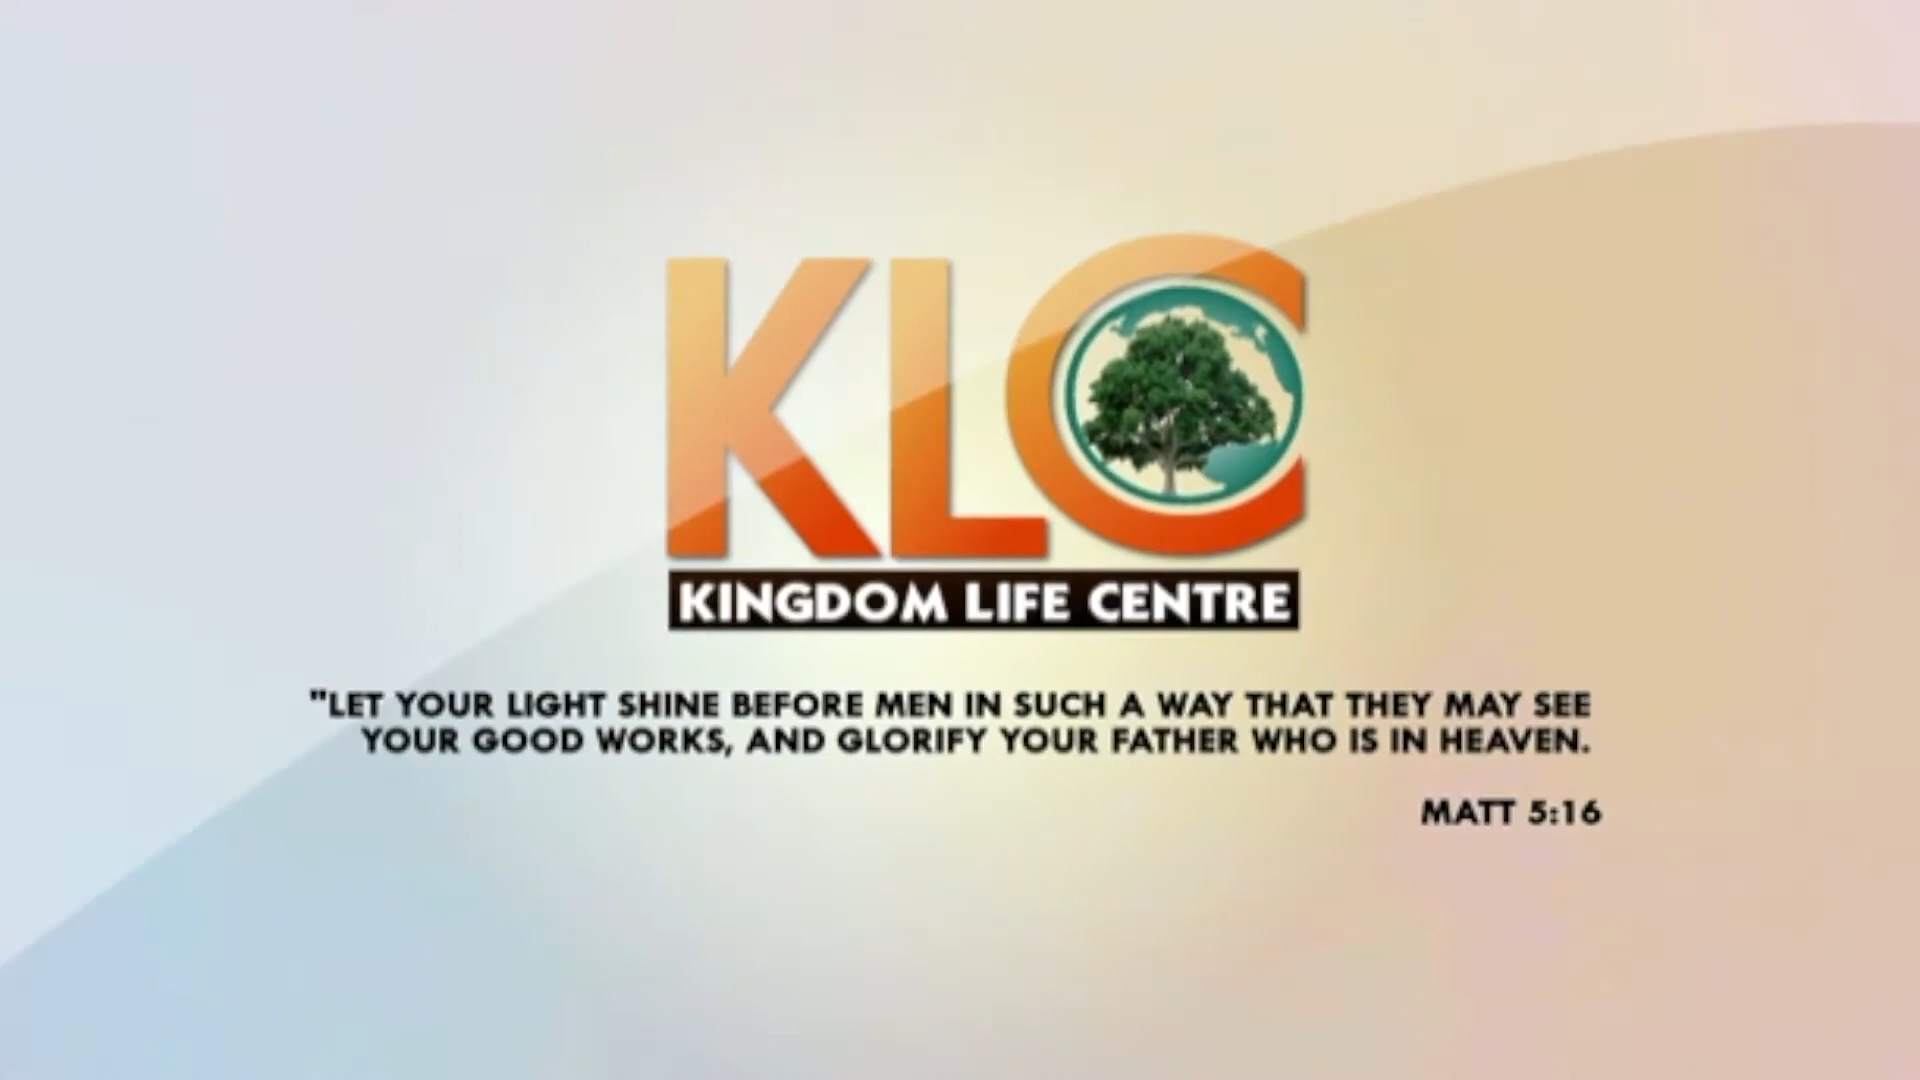 KLC
KINGDOM LIFE CENTRE
"LET YOUR LIGHT SHINE BEFORE MEN IN SUCH A WAY THAT THEY MAY SEE
YOUR GOOD WORKS, AND GLORIFY YOUR FATHER WHO IS IN HEAVEN.
MATT 5:16